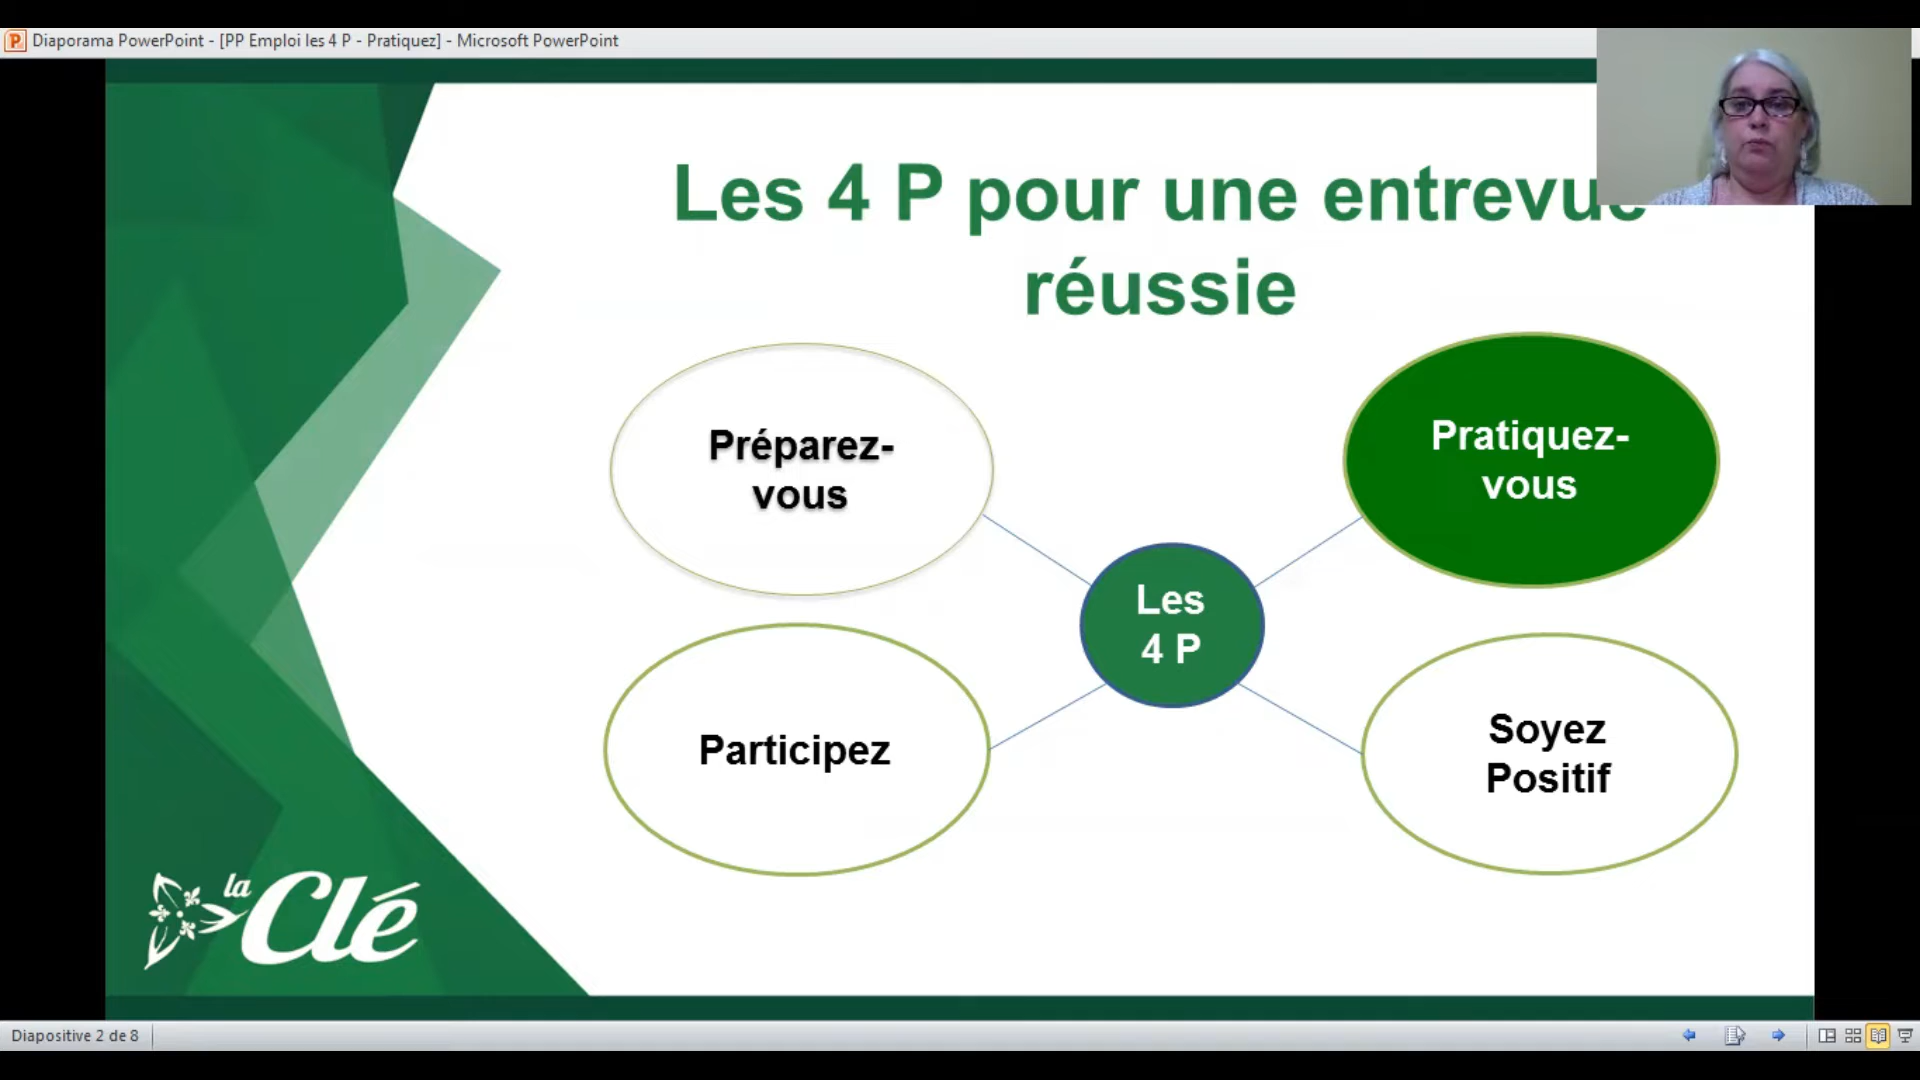 Diaporama PowerPoint - [PP Emploi les 4 P - Pratiquez] - Microsoft PowerPoint
Les 4 P pour une entrevue
réussie
Préparez-
vous
Pratiquez-
vous
Les
4 P
Participez
Soyez
Positif
la Clé
Diapositive 2 de 8